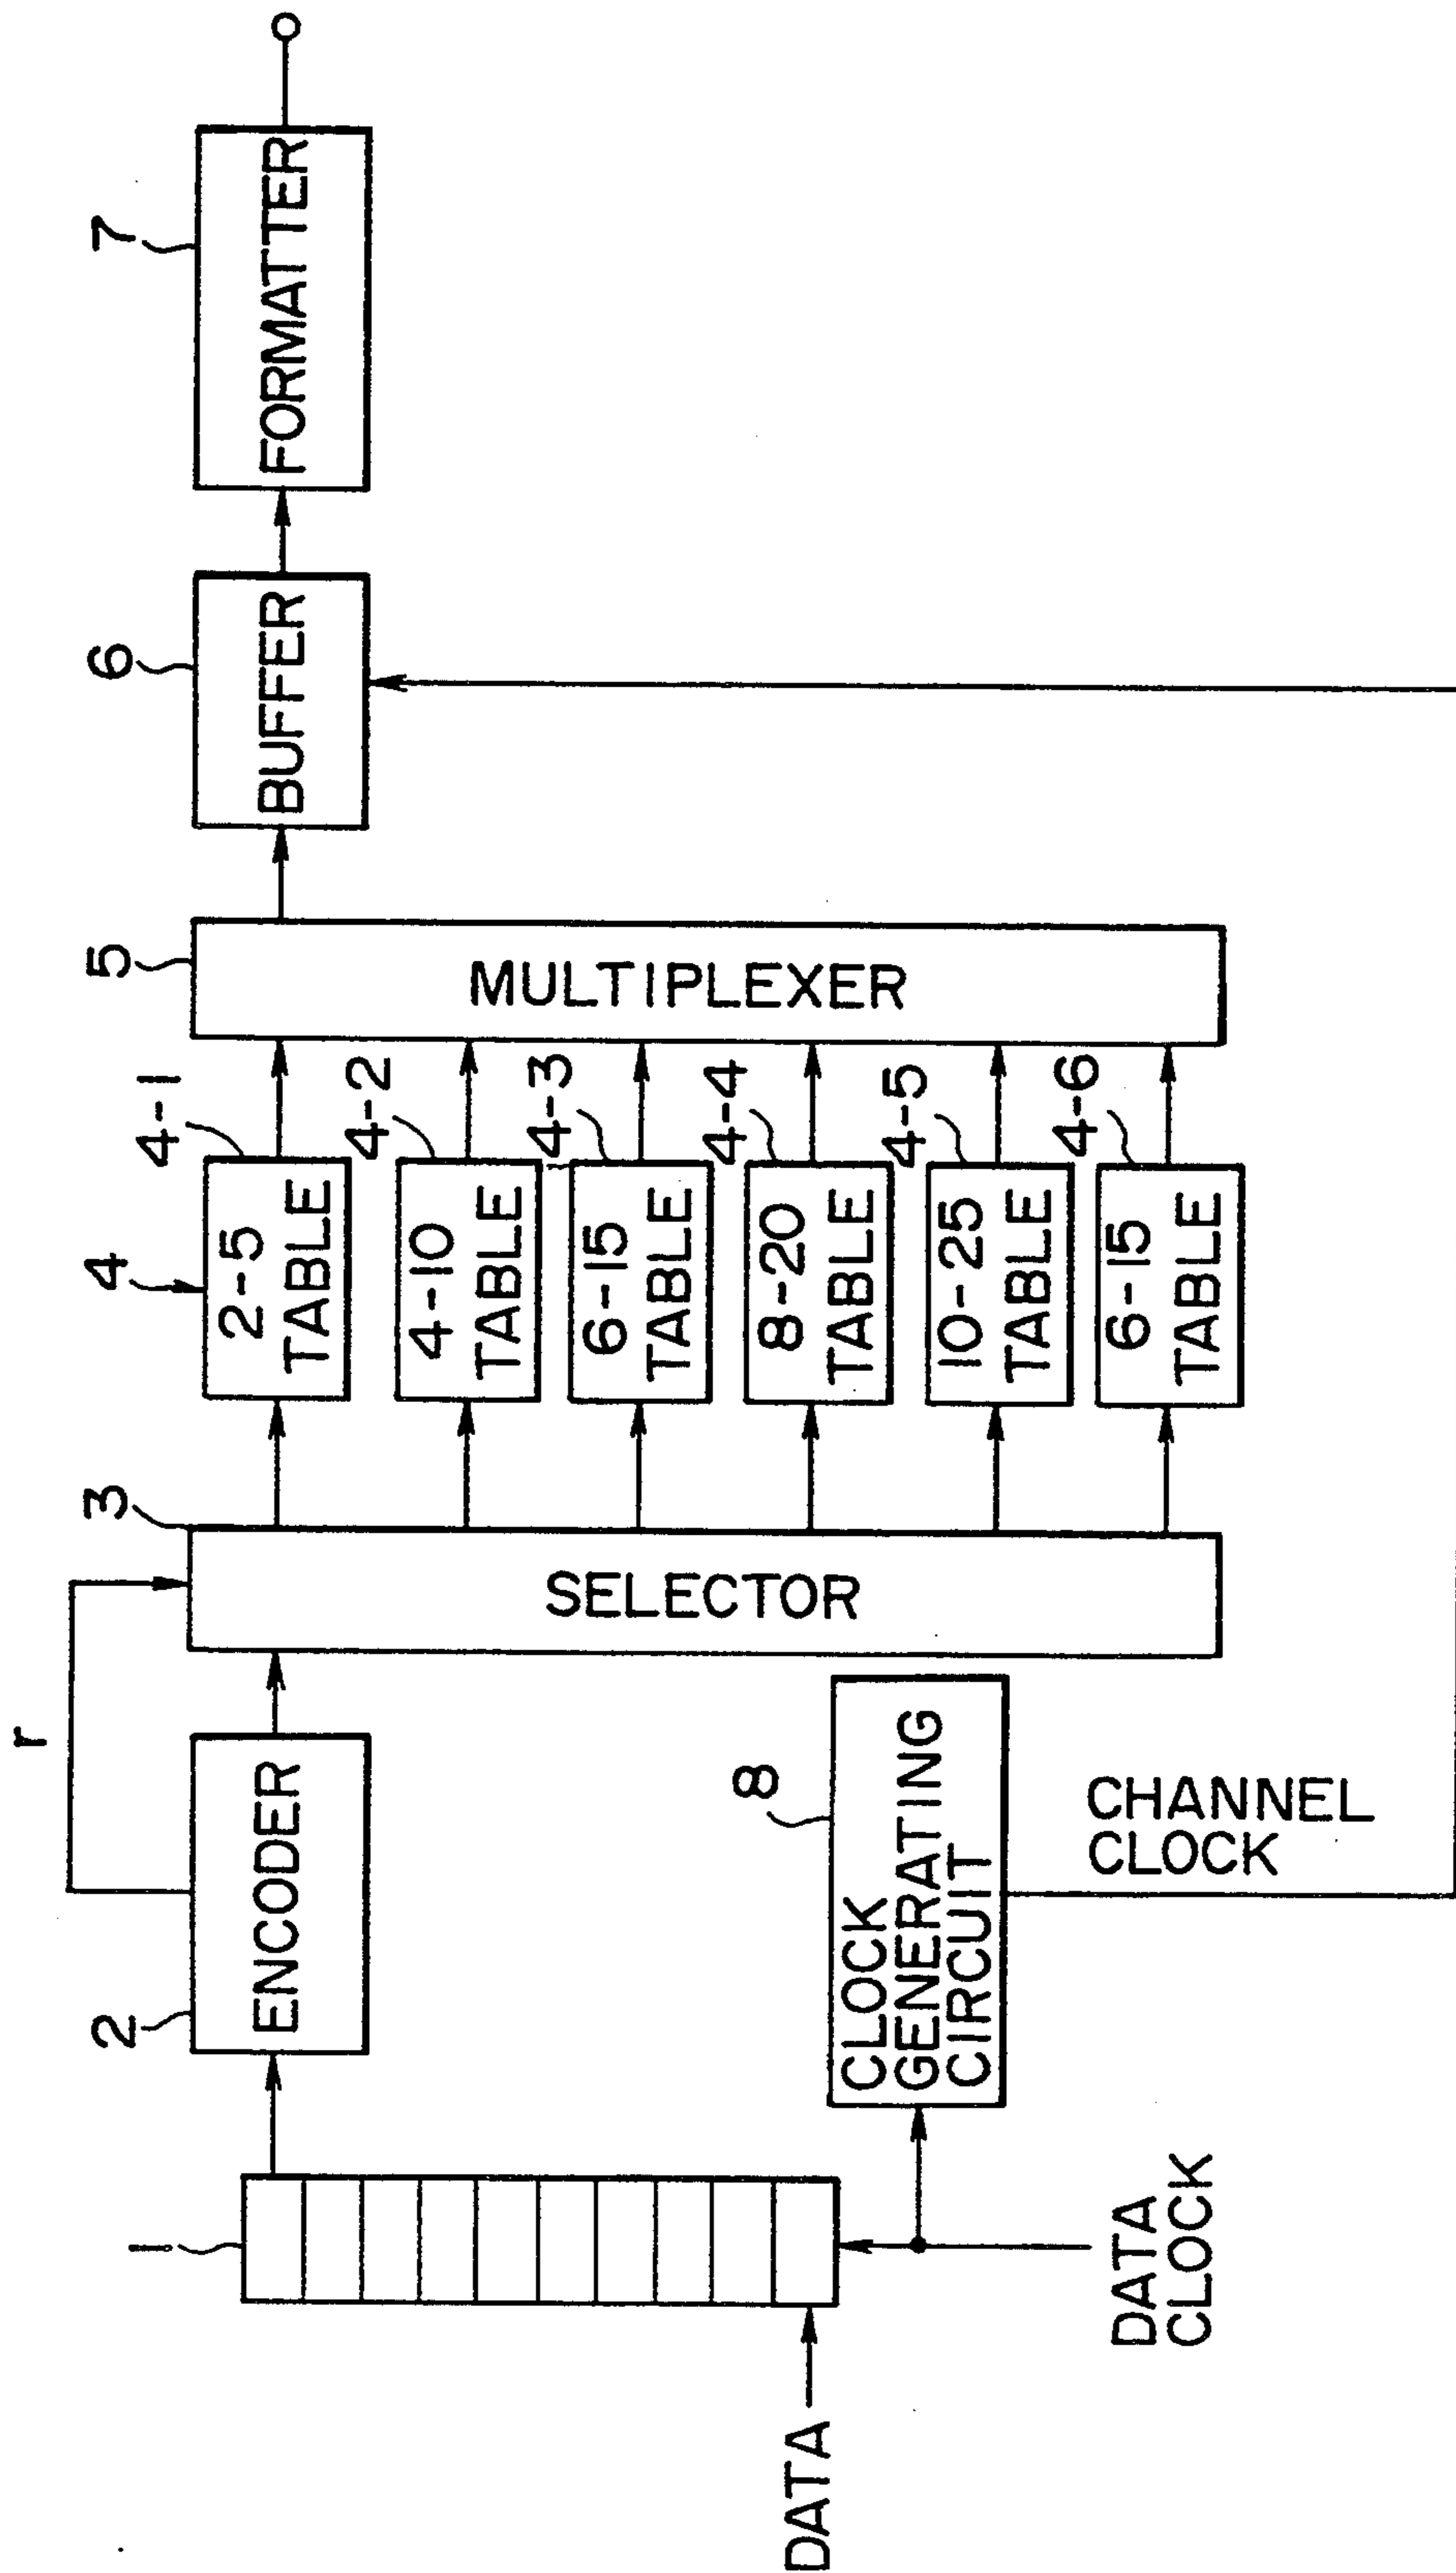 r
1
2
3
4
4-1
4-2
4-3
4-4
4-5
4-6
5
6
7
8
DATA
DATA
CLOCK
ENCODER
CLOCK
GENERATING
CIRCUIT
CHANNEL
CLOCK
SELECTOR
2-5
TABLE
4-10
TABLE
6-15
TABLE
8-20
TABLE
10-25
TABLE
6-15
TABLE
MULTIPLEXER
BUFFER
FORMATTER